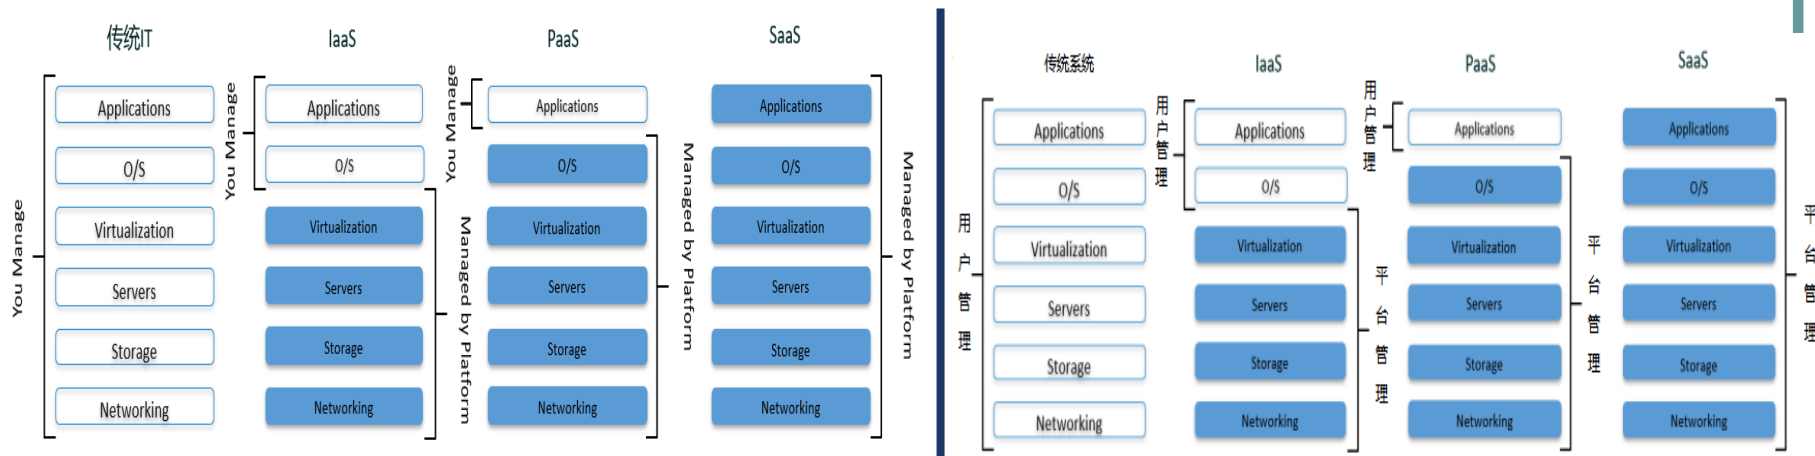 传统IT
IaaS
PaaS
SaaS
You Manage
Applications
O/S
Virtualization
Servers
Storage
Networking
You Manage
Applications
O/S
Virtualization
Servers
Storage
Networking
Managed by Platform
You Manage
Applications
O/S
Virtualization
Servers
Storage
Networking
Managed by Platform
Applications
O/S
Virtualization
Servers
Storage
Networking
Managed by Platform
传统系统
IaaS
PaaS
SaaS
用户管理
Applications
O/S
Virtualization
Servers
Storage
Networking
用户管理
Applications
O/S
Virtualization
Servers
Storage
Networking
平台管理
用户管理
Applications
O/S
Virtualization
Servers
Storage
Networking
平台管理
Applications
O/S
Virtualization
Servers
Storage
Networking
平台管理